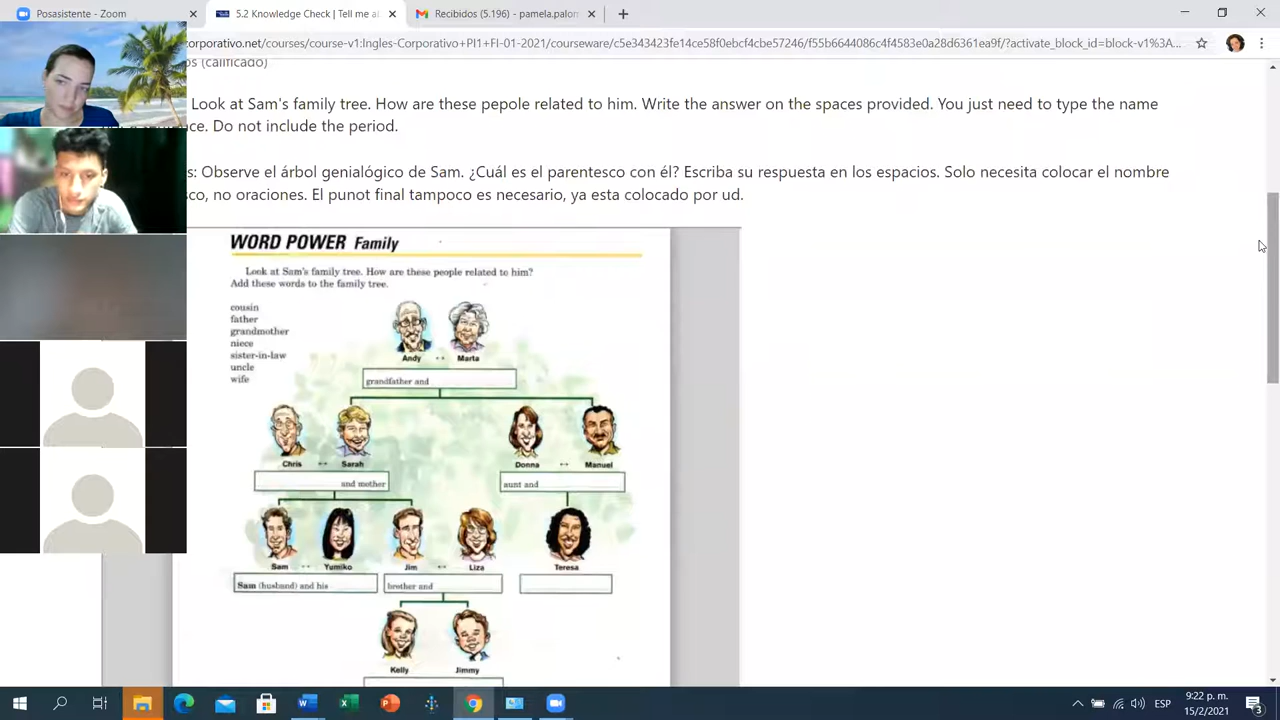 Posasistente - Zoom
5.2 Knowledge Check | Tell me a
Recibidos (5.196) - pamela.palom
corporativo.net/courses/course-v1:Ingles-Corporativo+PI1+FI-01-2021/courseware/
?activate_block_id=block-v1%3A...
(calificado)
Look at Sam's family tree. How are these pepole related to him. Write the answer on the spaces provided. You just need to type the name
Do not include the period.
Observe el árbol genialógico de Sam. ¿Cuál es el parentesco con él? Escriba su respuesta en los espacios. Solo necesita colocar el nombre
no oraciones. El punot final tampoco es necesario, ya esta colocado por ud.
WORD POWER Family
Look at Sam's family tree. How are these people related to him?
Add these words to the family tree.
cousin
father
grandmother
niece
sister-in-law
uncle
wife
Andy Marta
grandfather and
Chris Sarah Donna Manuel
and mother aunt and
Sam Yumiko Jim Liza Teresa
Sam (husband) and his brother and
Kelly Jimmy
ESP
9:22 p. m.
15/2/2021
3